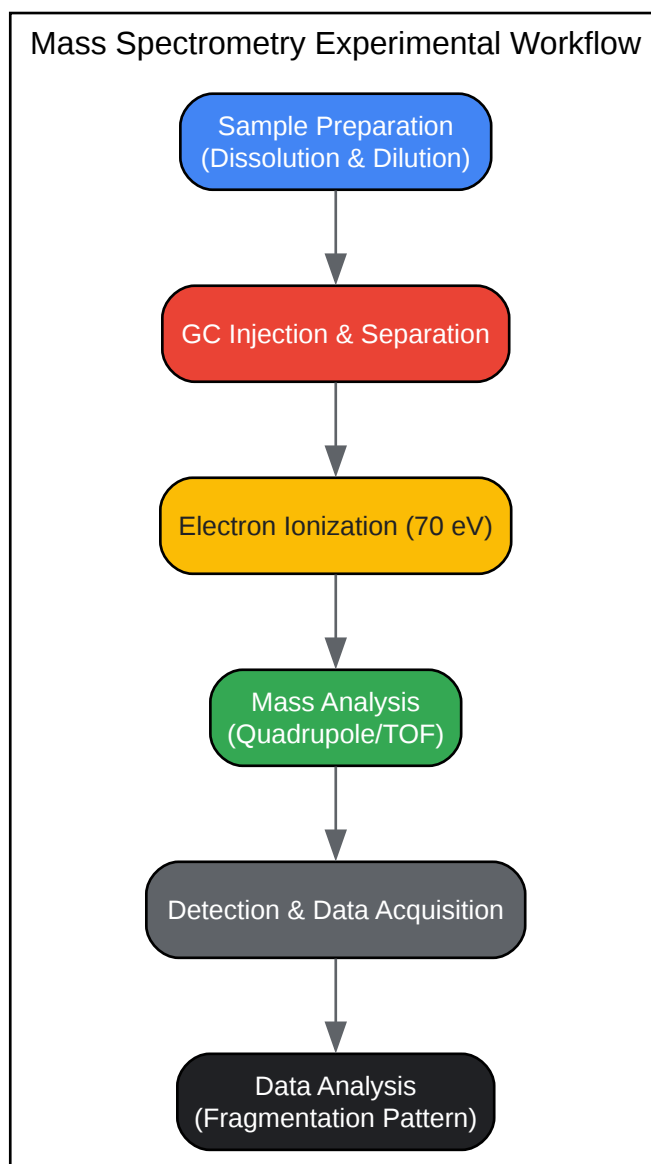 Mass Spectrometry Experimental Workflow
Sample Preparation
(Dissolution & Dilution)
GC Injection & Separation
Electron Ionization (70 eV)
Mass Analysis
(Quadrupole/TOF)
Detection & Data Acquisition
Data Analysis
(Fragmentation Pattern)